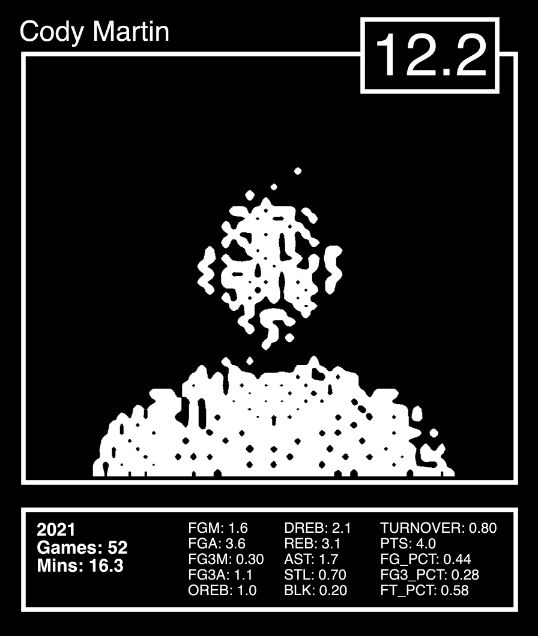 Cody Martin
12.2
2021
Games: 52
Mins: 16.3
FGM: 1.6
FGA: 3.6
FG3M: 0.30
FG3A: 1.1
OREB: 1.0
DREB: 2.1
REB: 3.1
AST: 1.7
STL: 0.70
BLK: 0.20
TURNOVER: 0.80
PTS: 4.0
FG_PCT: 0.44
FG3_PCT: 0.28
FT_PCT: 0.58